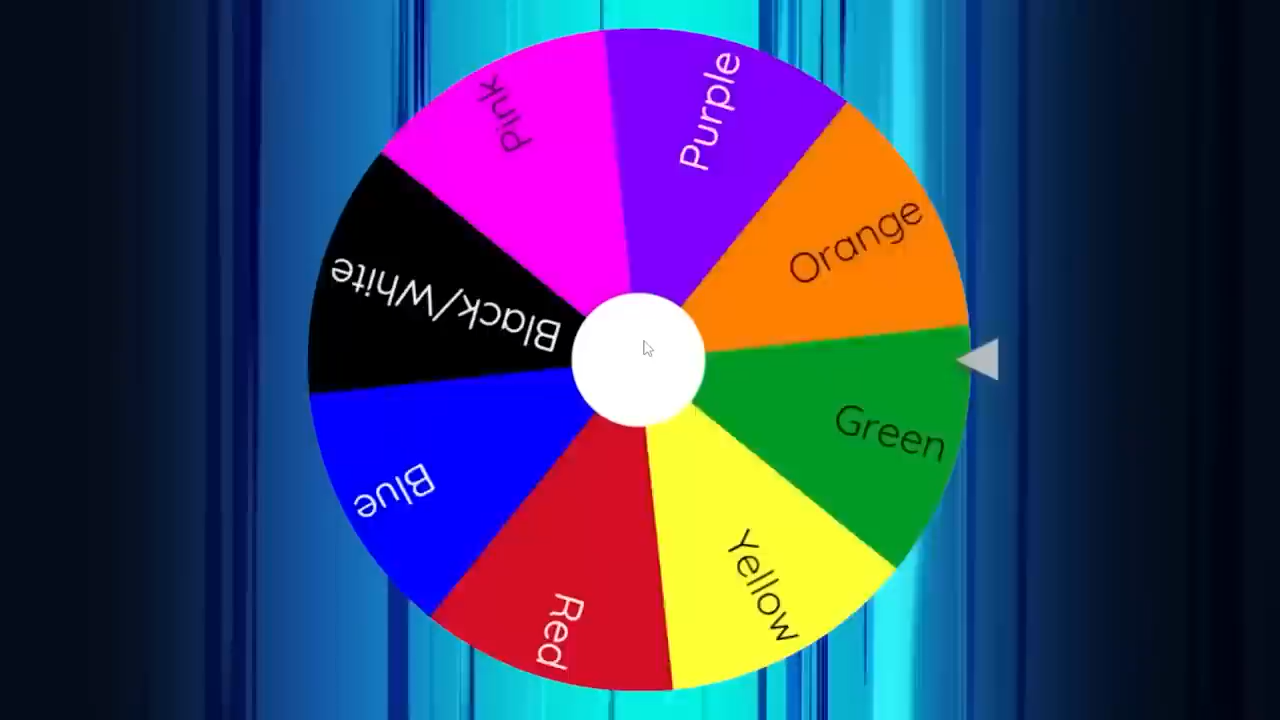 Purple
Orange
Green
Yellow
Red
Blue
Black/White
Pink